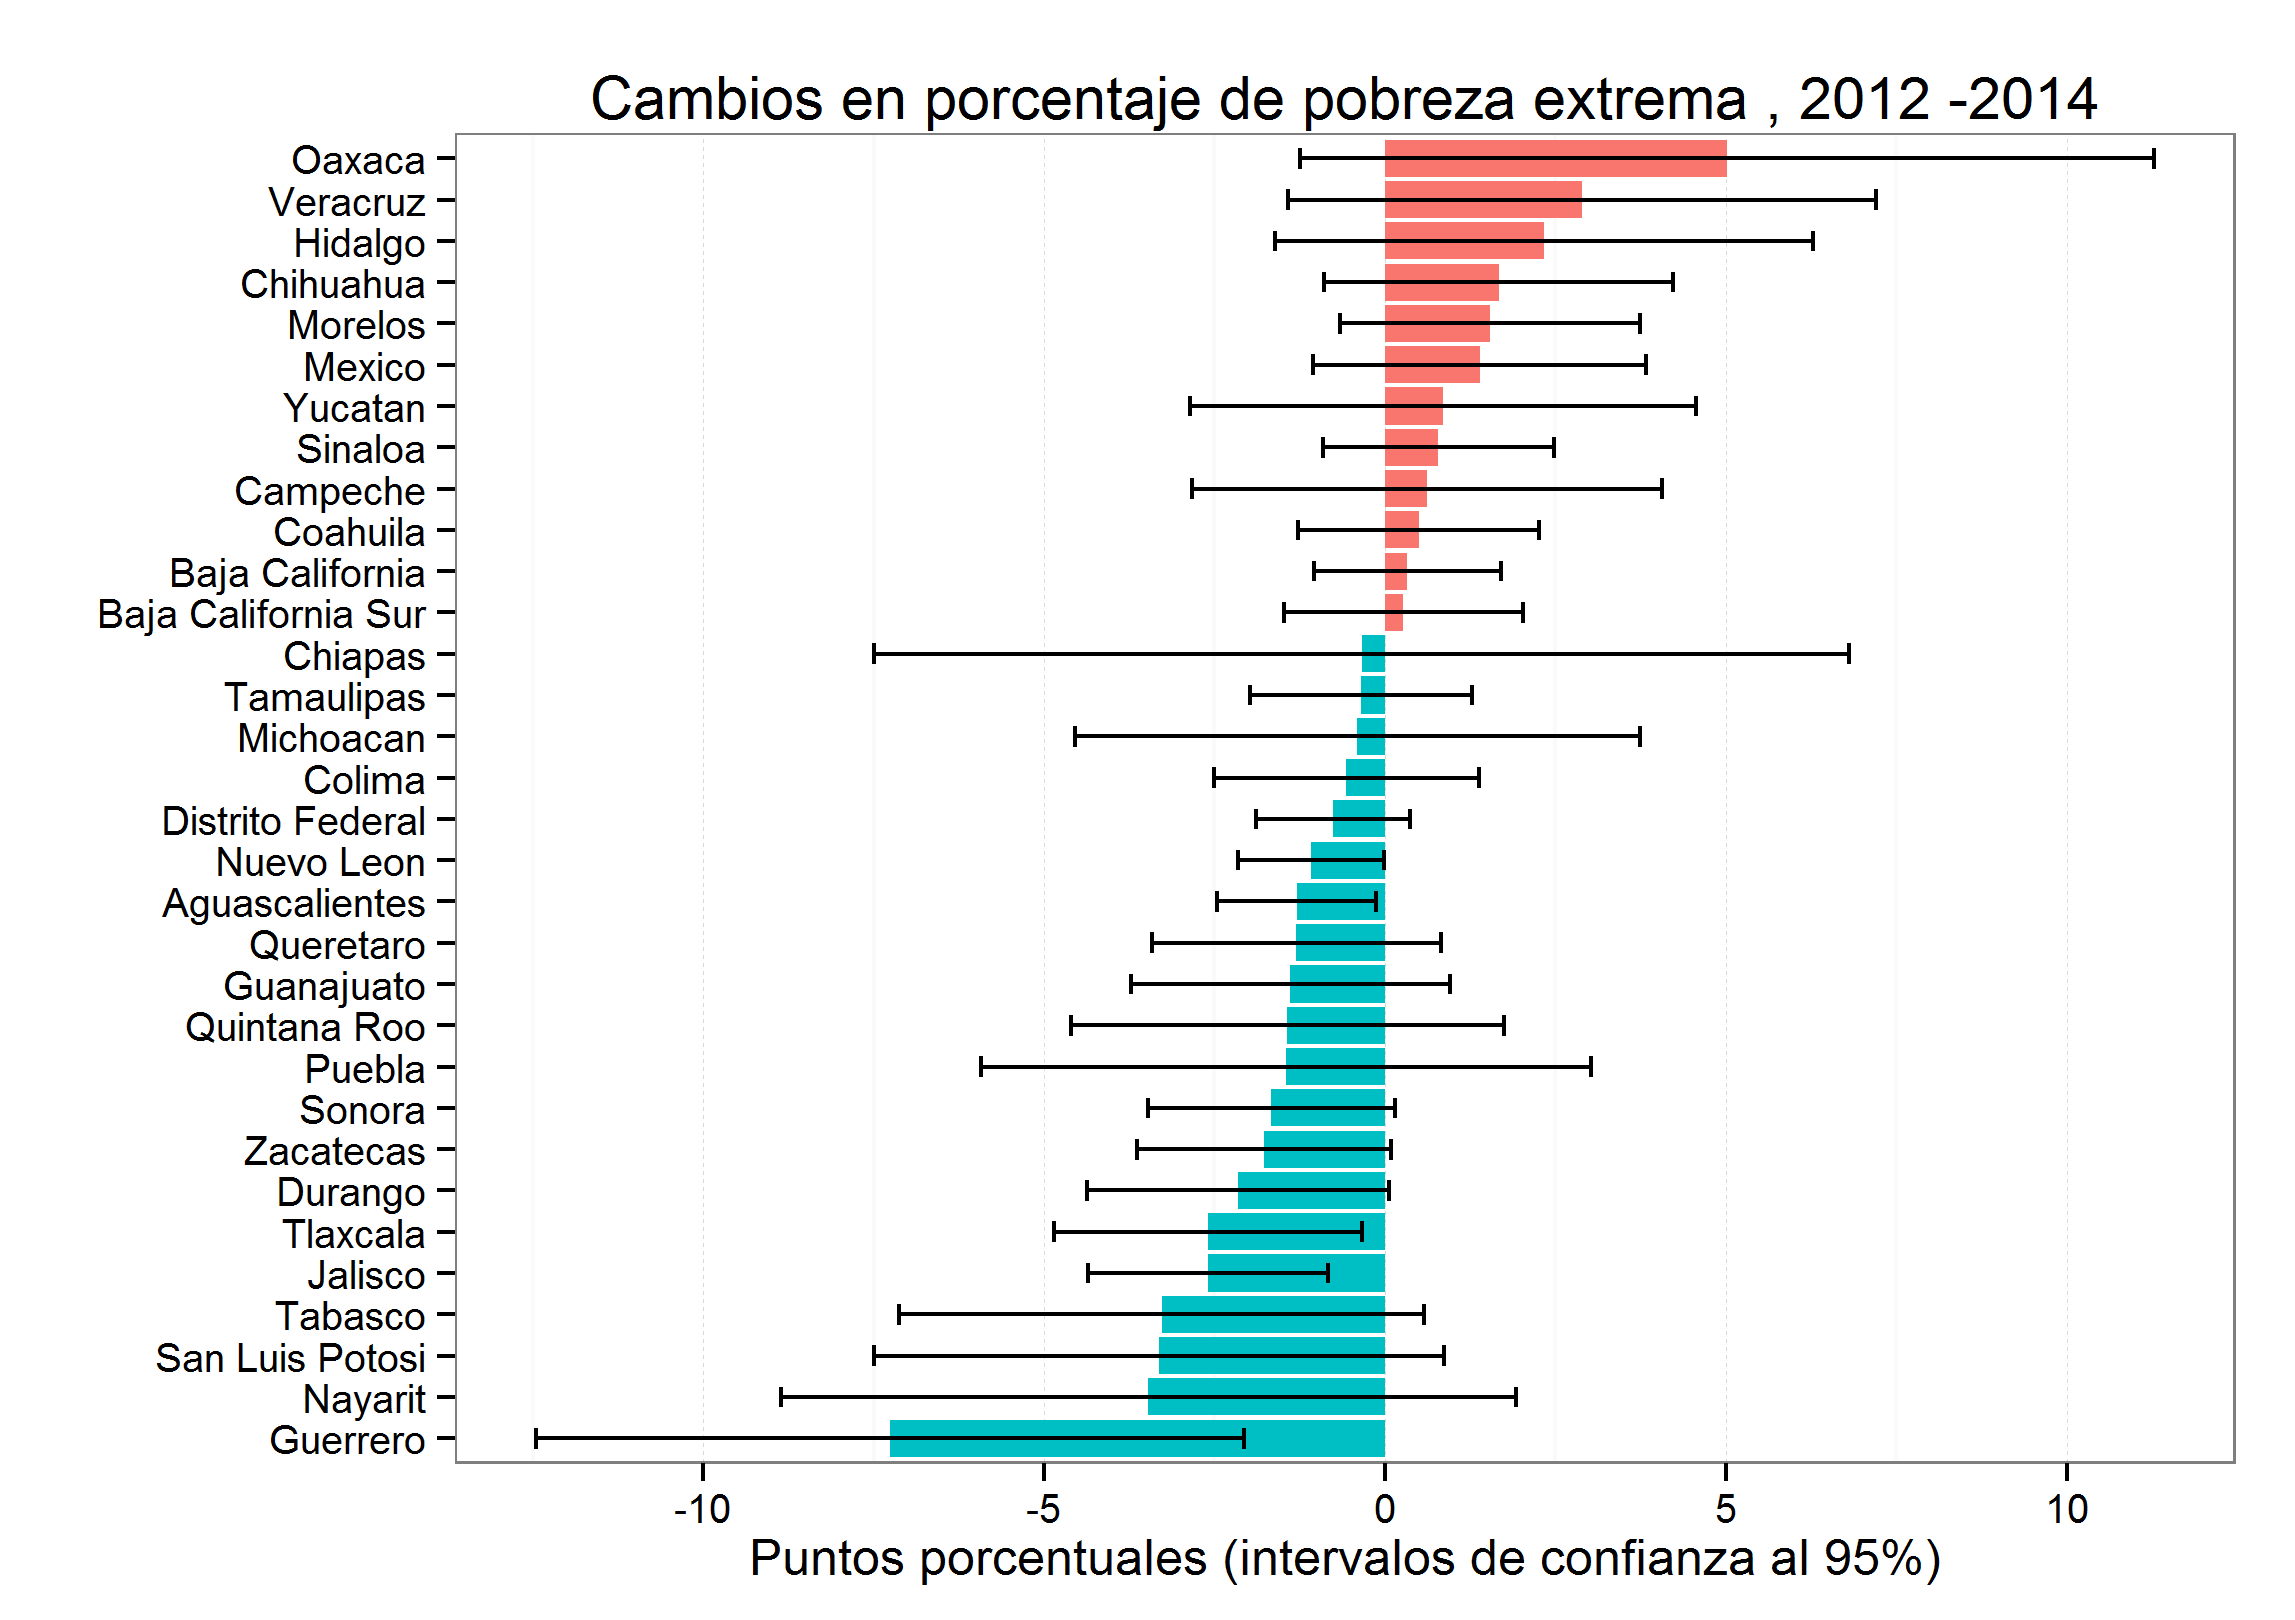 Cambios en porcentaje de pobreza extrema , 2012 -2014
Oaxaca
Veracruz
Hidalgo
Chihuahua
Morelos
Mexico
Yucatan
Sinaloa
Campeche
Coahuila
Baja California
Baja California Sur
Chiapas
Tamaulipas
Michoacan
Colima
Distrito Federal
Nuevo Leon
Aguascalientes
Queretaro
Guanajuato
Quintana Roo
Puebla
Sonora
Zacatecas
Durango
Tlaxcala
Jalisco
Tabasco
San Luis Potosi
Nayarit
Guerrero
-10 -5 0 5 10
Puntos porcentuales (intervalos de confianza al 95%)